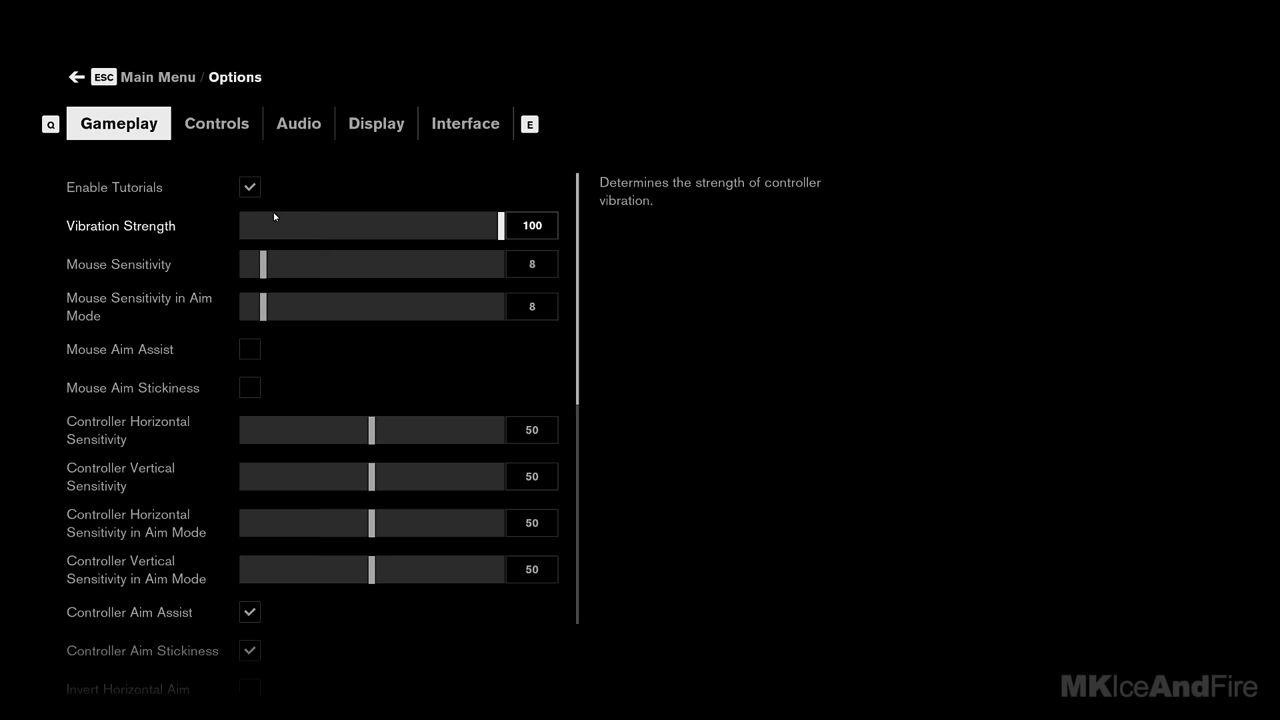 ESC Main Menu / Options
Q Gameplay Controls Audio Display Interface E
Enable Tutorials
Determines the strength of controller
vibration.
Vibration Strength 100
Mouse Sensitivity 8
Mouse Sensitivity in Aim
Mode 8
Mouse Aim Assist
Mouse Aim Stickiness
Controller Horizontal
Sensitivity 50
Controller Vertical
Sensitivity 50
Controller Horizontal
Sensitivity in Aim Mode 50
Controller Vertical
Sensitivity in Aim Mode 50
Controller Aim Assist
Controller Aim Stickiness
Invert Horizontal Aim
MKIceAndFire